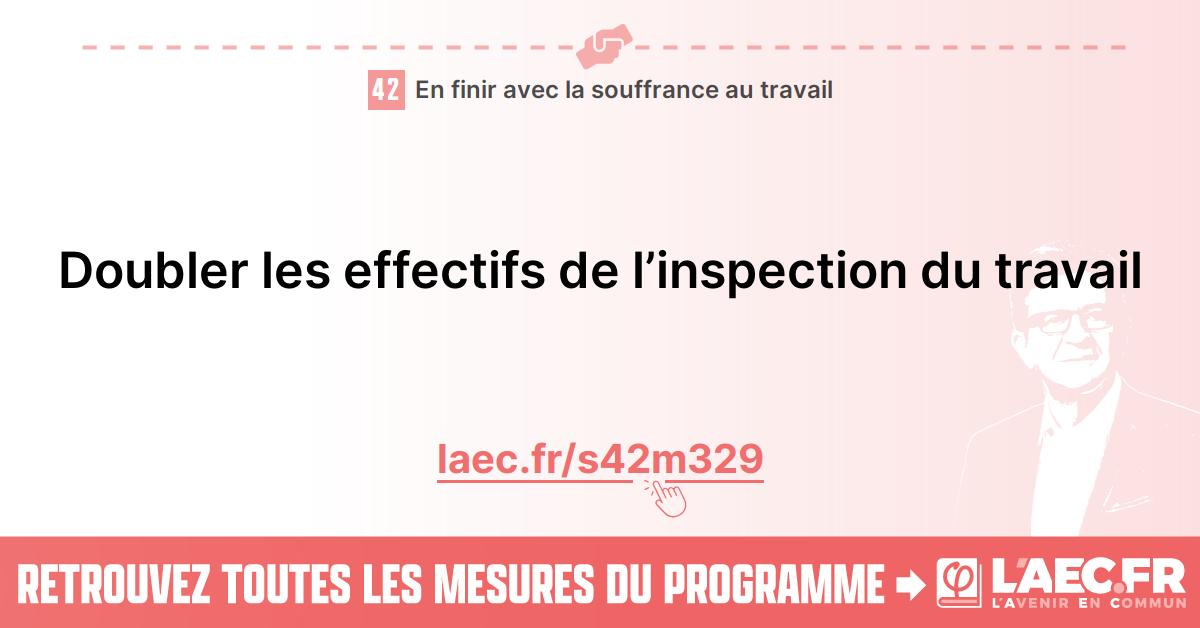 42 En finir avec la souffrance au travail
Doubler les effectifs de l’inspection du travail
laec.fr/s42m329
RETROUVEZ TOUTES LES MESURES DU PROGRAMME
φ L'AEC.FR
L'AVENIR EN COMMUN